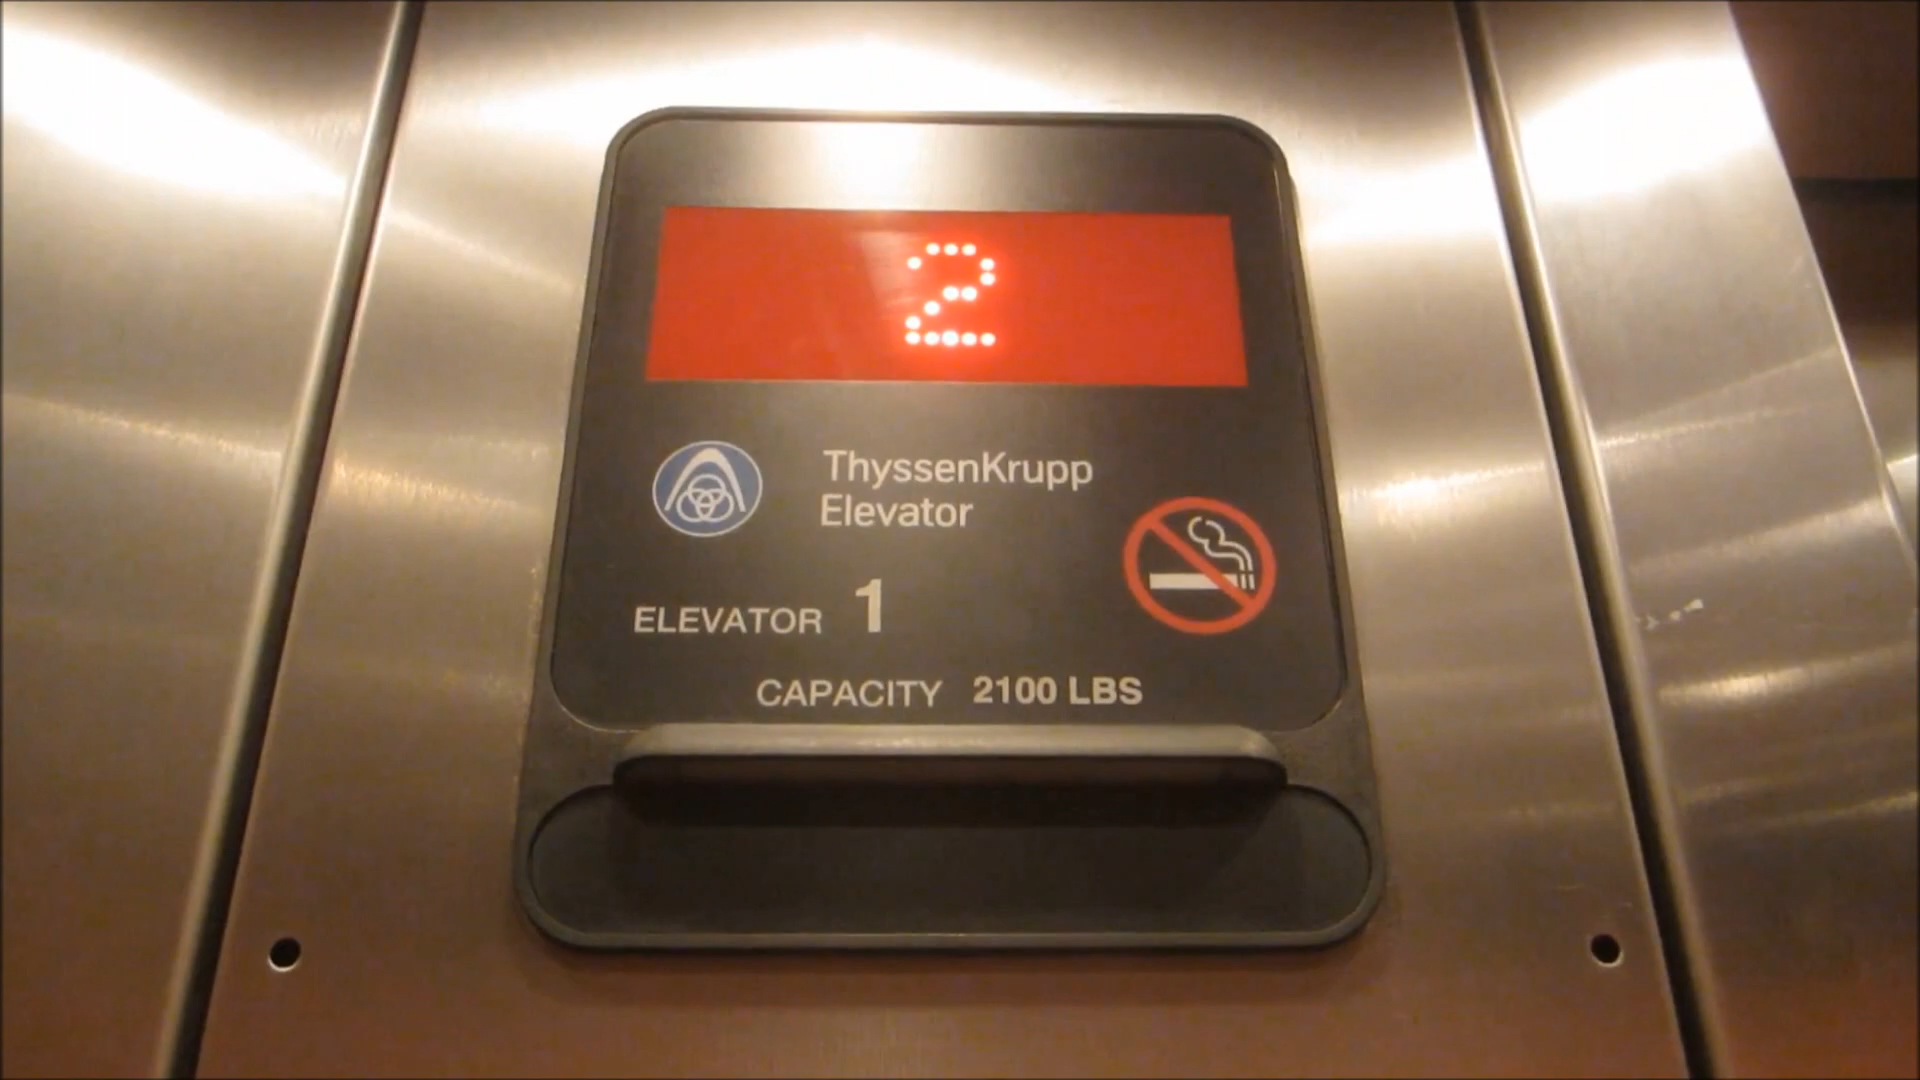 2
ThyssenKrupp
Elevator
ELEVATOR 1
CAPACITY 2100 LBS